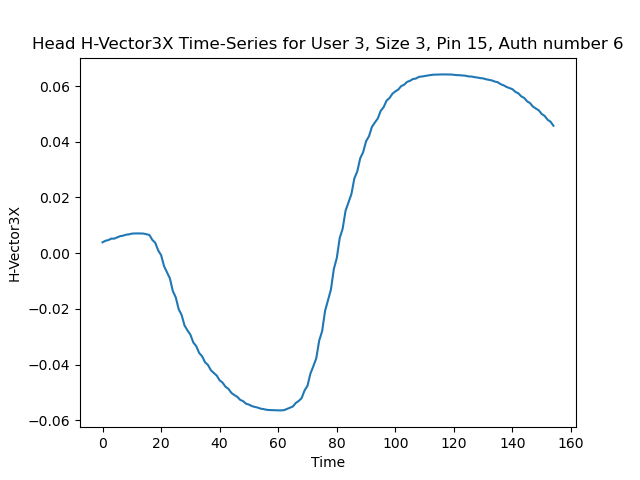 Head H-Vector3X Time-Series for User 3, Size 3, Pin 15, Auth number 6
H-Vector3X
0.06
0.04
0.02
0.00
−0.02
−0.04
−0.06
0 20 40 60 80 100 120 140 160
Time